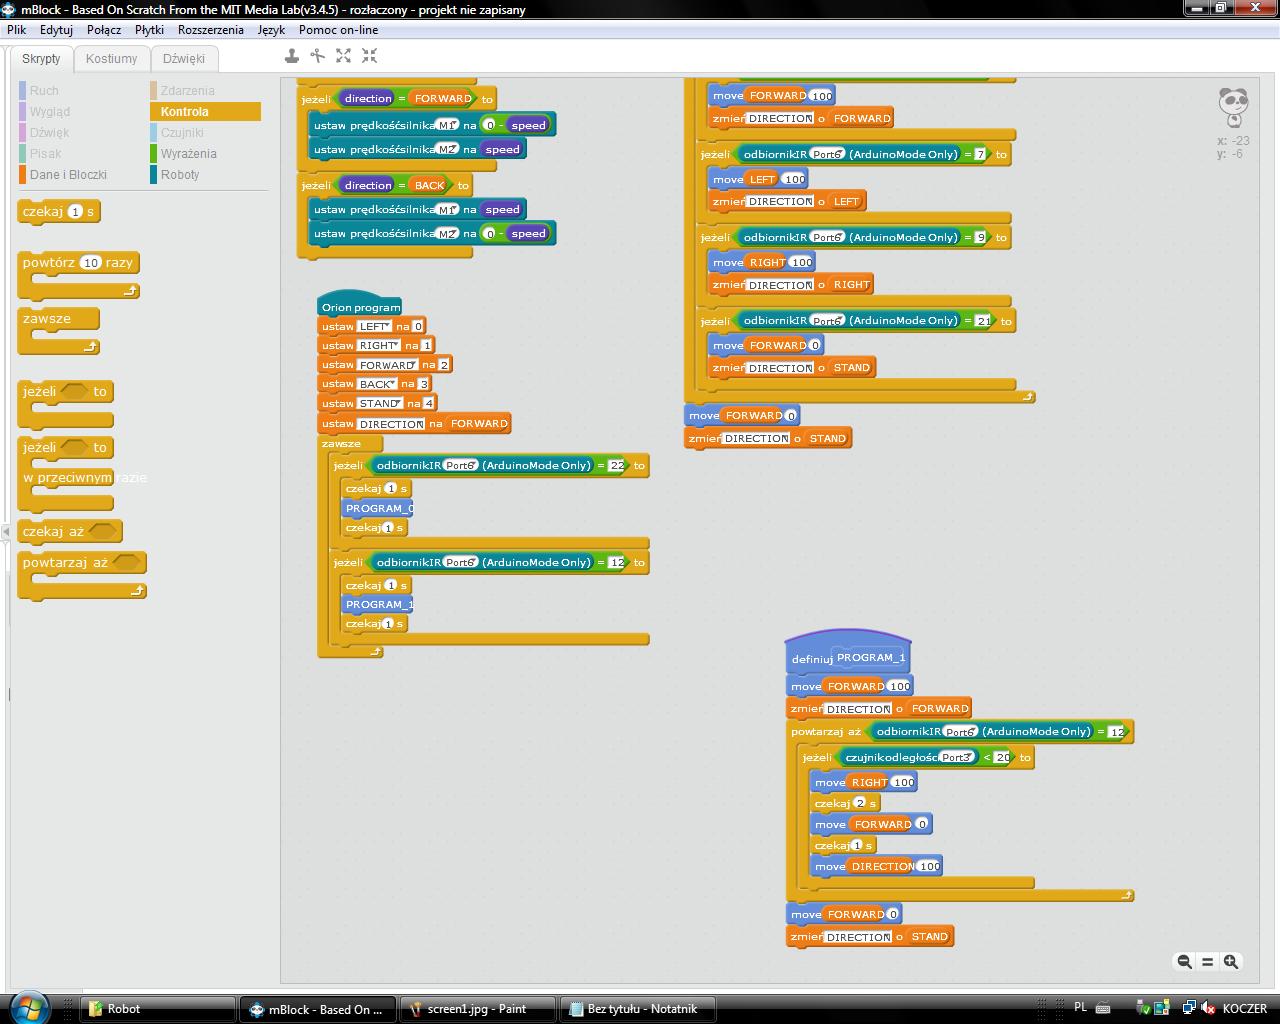 mBlock - Based On Scratch From the MIT Media Lab(v3.4.5) - rozłaczony - projekt nie zapisany
Plik Edytuj Połącz Płytki Rozszerzenia Język Pomoc on-line
Skrypty Kostiumy Dźwięki
Ruch Zdarzenia
Wygląd Kontrola
Dźwięk Czujniki
Pisak Wyrażenia
Dane i Bloczki Roboty
czekaj 1 s
powtórz 10 razy
zawsze
jeżeli to
jeżeli to
w przeciwnym razie
czekaj aż
powtarzaj aż
jeżeli direction = FORWARD to
ustaw prędkośćsilnika M1 na 0 - speed
ustaw prędkośćsilnika M2 na speed
jeżeli direction = BACK to
ustaw prędkośćsilnika M1 na speed
ustaw prędkośćsilnika M2 na 0 - speed
Orion program
ustaw LEFT na 0
ustaw RIGHT na 1
ustaw FORWARD na 2
ustaw BACK na 3
ustaw STAND na 4
ustaw DIRECTION na FORWARD
zawsze
jeżeli odbiornikIR Port6 (ArduinoMode Only) = 22 to
czekaj 1 s
PROGRAM_0
czekaj 1 s
jeżeli odbiornikIR Port6 (ArduinoMode Only) = 12 to
czekaj 1 s
PROGRAM_1
czekaj 1 s
move FORWARD 100
zmień DIRECTION o FORWARD
jeżeli odbiornikIR Port6 (ArduinoMode Only) = 7 to
move LEFT 100
zmień DIRECTION o LEFT
jeżeli odbiornikIR Port6 (ArduinoMode Only) = 9 to
move RIGHT 100
zmień DIRECTION o RIGHT
jeżeli odbiornikIR Port6 (ArduinoMode Only) = 21 to
move FORWARD 0
zmień DIRECTION o STAND
move FORWARD 0
zmień DIRECTION o STAND
definiuj PROGRAM_1
move FORWARD 100
zmień DIRECTION o FORWARD
powtarzaj aż odbiornikIR Port6 (ArduinoMode Only) = 12
jeżeli czujnikodległości Port3 < 20 to
move RIGHT 100
czekaj 2 s
move FORWARD 0
czekaj 1 s
move DIRECTION 100
move FORWARD 0
zmień DIRECTION o STAND
x: -23
y: -6
Robot
mBlock - Based On ...
screen1.jpg - Paint
Bez tytułu - Notatnik
PL
KOCZER